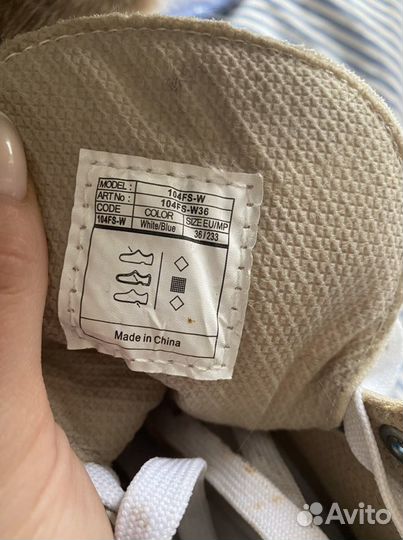 MODEL: 104FS-W
ART No : 104FS-W36
CODE COLOR SIZE EU/MP
104FS-W White/Blue 36 / 233
Made in China
Avito